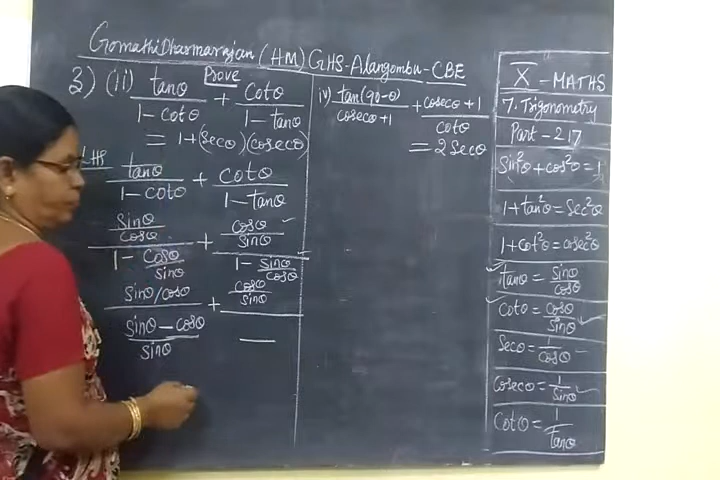 Gomathi Dharmarajan (HM) GHS-Alangombu-CBE
3) (ii) tanθ/(1-cotθ) + cotθ/(1-tanθ) Prove
= 1+(secθ)(cosecθ)
LHS tanθ/(1-cotθ) + cotθ/(1-tanθ)
(sinθ/cosθ)/(1-cosθ/sinθ) + (cosθ/sinθ)/(1-sinθ/cosθ) ✓
(sinθ/cosθ)/((sinθ-cosθ)/sinθ) + (cosθ/sinθ)/—
iv) tan(90-θ)/(cosecθ+1) + (cosecθ+1)/cotθ
= 2secθ
X - MATHS
7. Trigonometry
Part - 217
sin²θ+cos²θ=1
1+tan²θ=sec²θ
1+cot²θ=cosec²θ
✓ tanθ = sinθ/cosθ
✓ cotθ = cosθ/sinθ ✓
secθ = 1/cosθ -
cosecθ = 1/sinθ ✓
cotθ = 1/tanθ